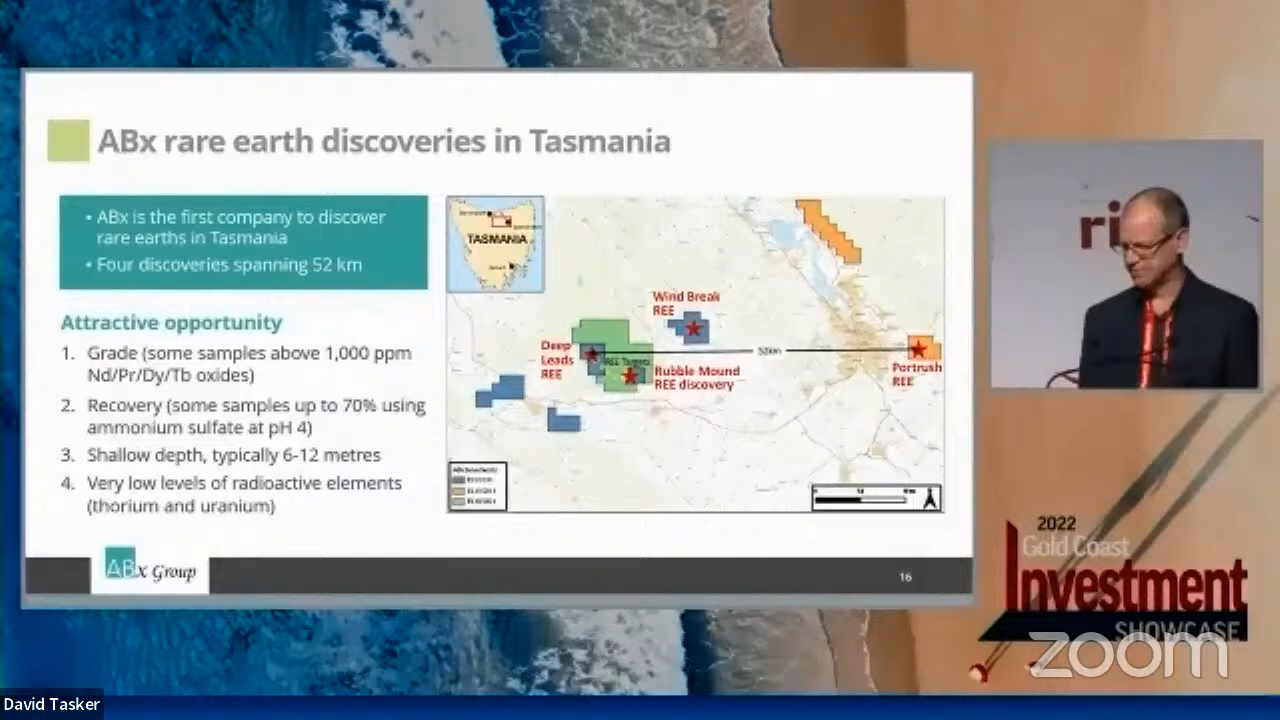 ABx rare earth discoveries in Tasmania
• ABx is the first company to discover
rare earths in Tasmania
• Four discoveries spanning 52 km
Attractive opportunity
1. Grade (some samples above 1,000 ppm
Nd/Pr/Dy/Tb oxides)
2. Recovery (some samples up to 70% using
ammonium sulfate at pH 4)
3. Shallow depth, typically 6-12 metres
4. Very low levels of radioactive elements
(thorium and uranium)
TASMANIA
Wind Break
REE
Deep
Leads
REE
52km
Rubble Mound
REE discovery
Portrush
REE
ABx Group
16
ri
2022
Gold Coast
Investment
SHOWCASE
zoom
David Tasker